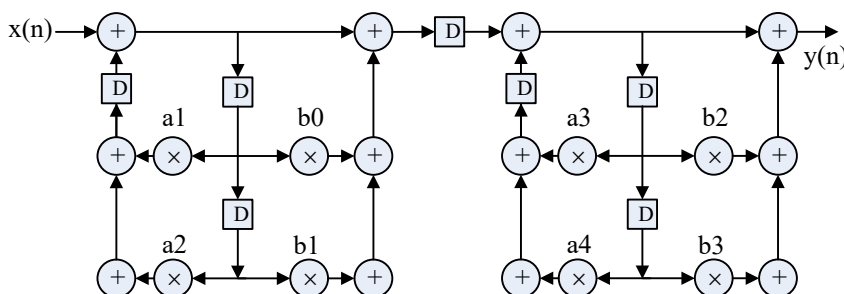 x(n) + + D + +
y(n)
D D D D
a1 b0 a3 b2
+ × × + + × × +
D D
a2 b1 a4 b3
+ × × + + × × +